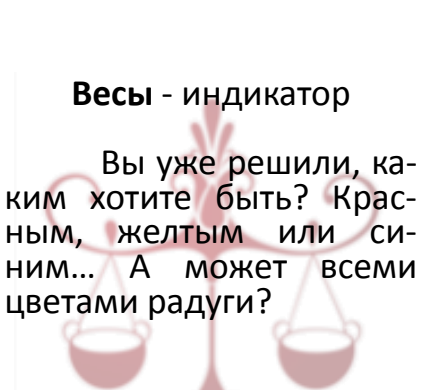 Весы - индикатор
Вы уже решили, ка-
ким хотите быть? Крас-
ным, желтым или си-
ним... А может всеми
цветами радуги?